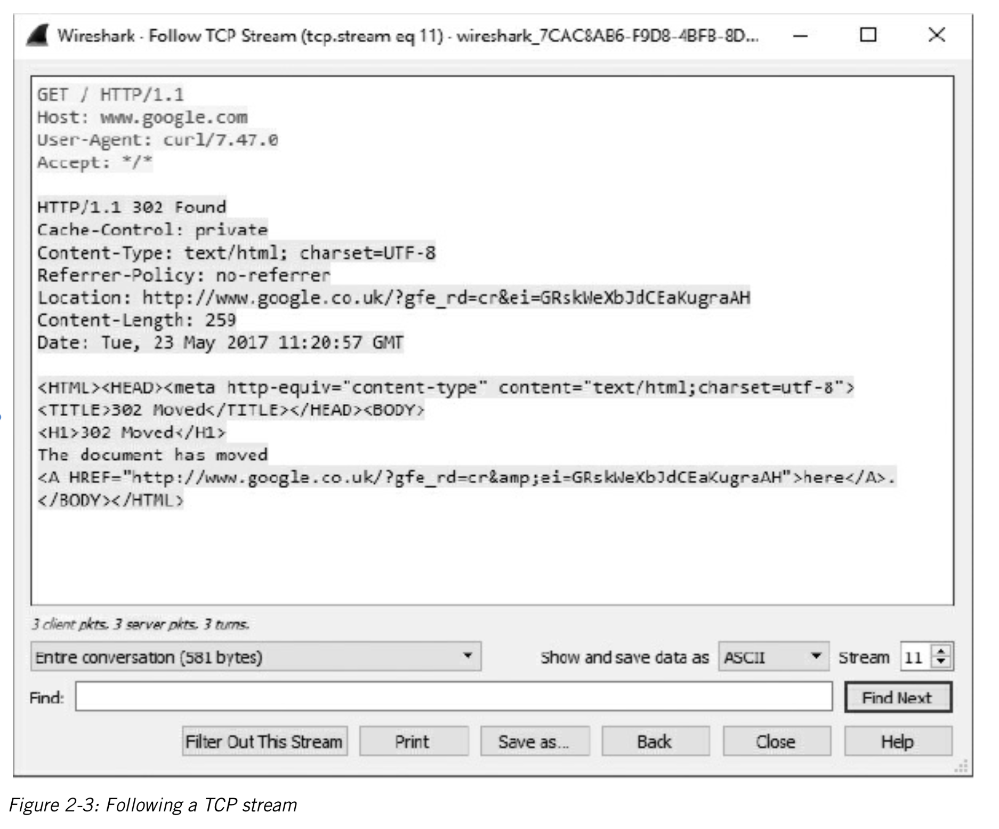 Wireshark - Follow TCP Stream (tcp.stream eq 11) - wireshark_7CAC8AB6-F9D8-4BFB-8D...
GET / HTTP/1.1
Host: www.google.com
User-Agent: curl/7.47.0
Accept: */*
HTTP/1.1 302 Found
Cache-Control: private
Content-Type: text/html; charset=UTF-8
Referrer-Policy: no-referrer
Location: http://www.google.co.uk/?gfe_rd=cr&ei=GRskWeXbJdCEaKugraAH
Content-Length: 259
Date: Tue, 23 May 2017 11:20:57 GMT
<HTML><HEAD><meta http-equiv="content-type" content="text/html;charset=utf-8">
<TITLE>302 Moved</TITLE></HEAD><BODY>
<H1>302 Moved</H1>
The document has moved
<A HREF="http://www.google.co.uk/?gfe_rd=cr&amp;ei=GRskWeXbJdCEaKugraAH">here</A>.
</BODY></HTML>
3 client pkts, 3 server pkts, 3 turns.
Entire conversation (581 bytes)
Show and save data as ASCII Stream 11
Find:
Find Next
Filter Out This Stream Print Save as... Back Close Help
Figure 2-3: Following a TCP stream